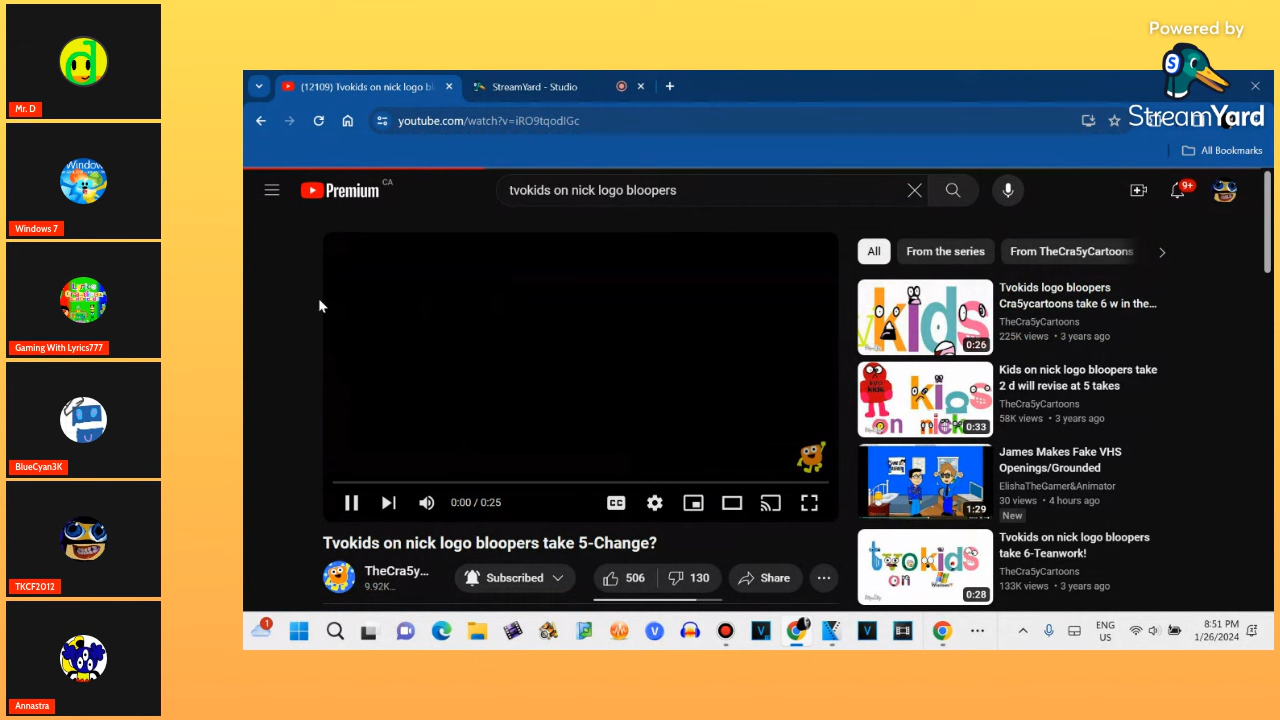 Powered by
StreamYard
Mr. D
Windows 7
Gaming With Lyrics777
BlueCyan3K
TKCF2012
Annastra
(12109) Tvokids on nick logo bl
StreamYard - Studio
youtube.com/watch?v=iRO9tqodIGc
All Bookmarks
Premium CA
tvokids on nick logo bloopers
9+
0:00 / 0:25
CC
Tvokids on nick logo bloopers take 5-Change?
TheCra5y...
9.92K...
Subscribed
506
130
Share
All
From the series
From TheCra5yCartoons
kids
0:26
Tvokids logo bloopers
Cra5ycartoons take 6 w in the...
TheCra5yCartoons
225K views • 3 years ago
on nick
0:33
Kids on nick logo bloopers take
2 d will revise at 5 takes
TheCra5yCartoons
58K views • 3 years ago
1:29
James Makes Fake VHS
Openings/Grounded
ElishaTheGamer&Animator
30 views • 4 hours ago
New
tvokids
on
0:28
Tvokids on nick logo bloopers
take 6-Teanwork!
TheCra5yCartoons
133K views • 3 years ago
ENG
US
8:51 PM
1/26/2024